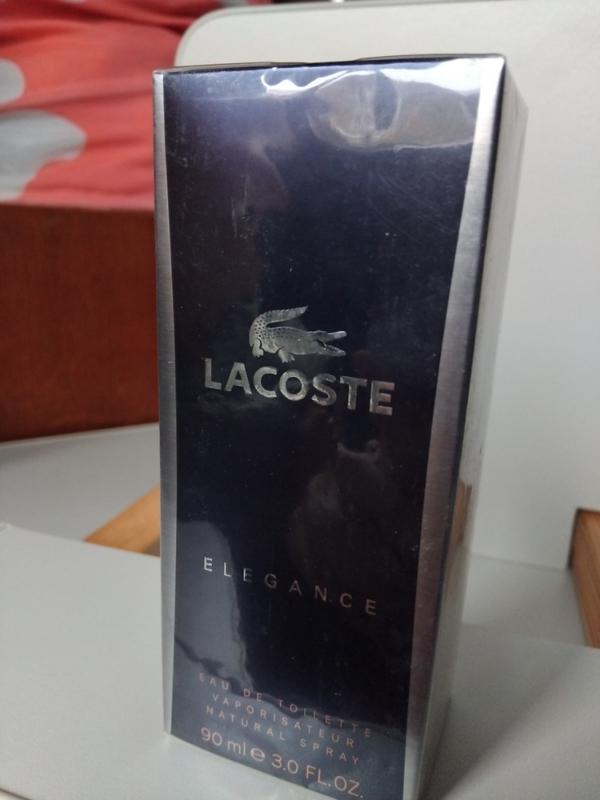 LACOSTE
ELEGANCE
EAU DE TOILETTE
VAPORISATEUR
NATURAL SPRAY
90 ml ℮ 3.0 FL.OZ.